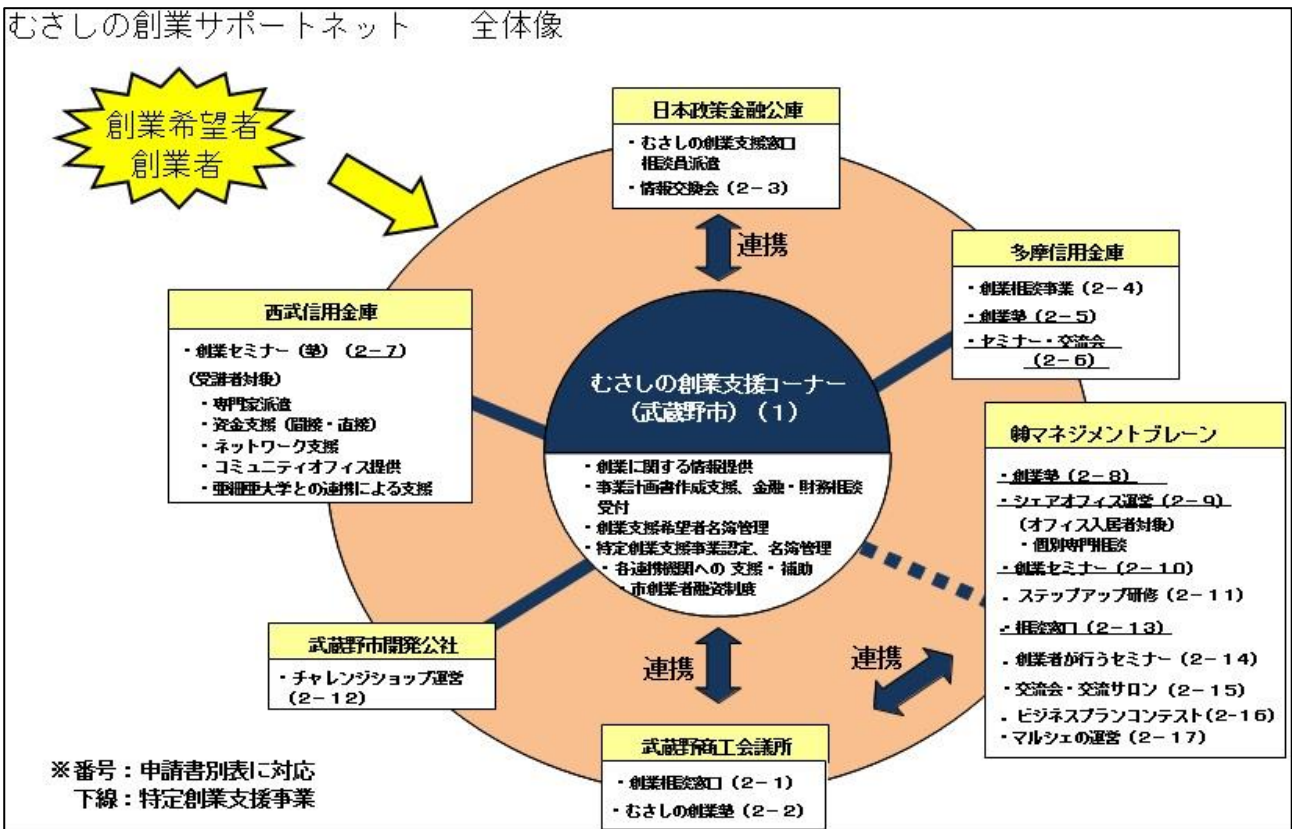 むさしの創業サポートネット　　全体像
創業希望者
創業者
日本政策金融公庫
・むさしの創業支援窓口
相談員派遣
・情報交換会（２－３）
連携
多摩信用金庫
・創業相談事業（２－４）
・創業塾（２－５）
・セミナー・交流会
（２－６）
西武信用金庫
・創業セミナー（塾）（２－７）
（受講者対象）
・専門家派遣
・資金支援（間接・直接）
・ネットワーク支援
・コミュニティオフィス提供
・亜細亜大学との連携による支援
むさしの創業支援コーナー
（武蔵野市）（１）
・創業に関する情報提供
・事業計画書作成支援、金融・財務相談
受付
・創業支援希望者名簿管理
・特定創業支援事業認定、名簿管理
・各連携機関への 支援・補助
・市創業者融資制度
㈱マネジメントブレーン
・創業塾（２－８）
・シェアオフィス運営（２－９）
（オフィス入居者対象）
・個別専門相談
・創業セミナー（２－１０）
．ステップアップ研修（２－１１）
・相談窓口（２－１３）
．創業者が行うセミナー（２－１４）
・交流会・交流サロン（２－１５）
．ビジネスプランコンテスト（２－１６）
・マルシェの運営（２－１７）
武蔵野市開発公社
・チャレンジショップ運営
（２－１２）
連携
連携
武蔵野商工会議所
・創業相談窓口（２－１）
・むさしの創業塾（２－２）
※番号：申請書別表に対応
下線：特定創業支援事業